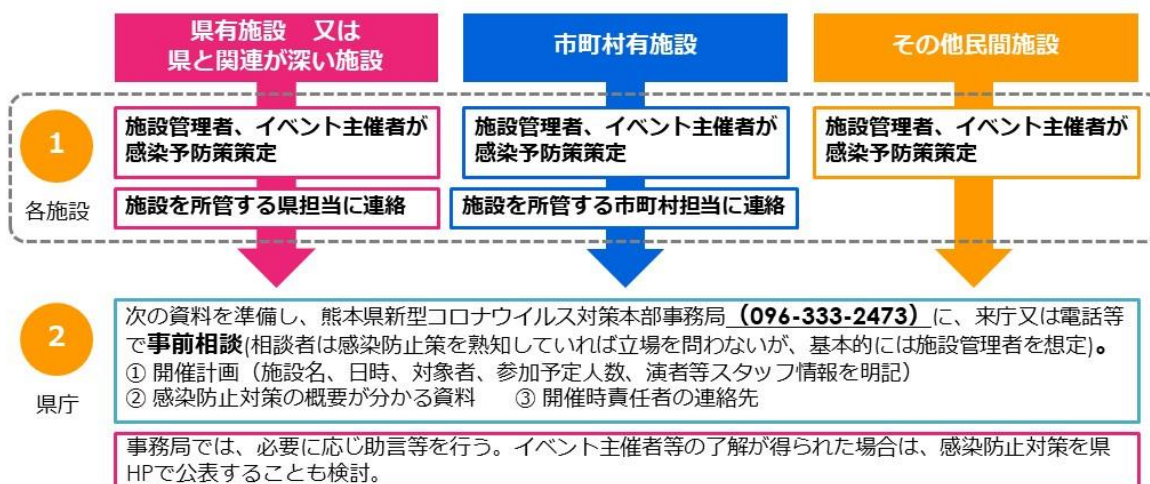 県有施設　又は
県と関連が深い施設
市町村有施設
その他民間施設
1
各施設
施設管理者、イベント主催者が
感染予防策策定
施設管理者、イベント主催者が
感染予防策策定
施設管理者、イベント主催者が
感染予防策策定
施設を所管する県担当に連絡
施設を所管する市町村担当に連絡
2
県庁
次の資料を準備し、熊本県新型コロナウイルス対策本部事務局（096-333-2473）に、来庁又は電話等
で事前相談(相談者は感染防止策を熟知していれば立場を問わないが、基本的には施設管理者を想定)。
① 開催計画（施設名、日時、対象者、参加予定人数、演者等スタッフ情報を明記）
② 感染防止対策の概要が分かる資料　　③ 開催時責任者の連絡先
事務局では、必要に応じ助言等を行う。イベント主催者等の了解が得られた場合は、感染防止対策を県
HPで公表することも検討。